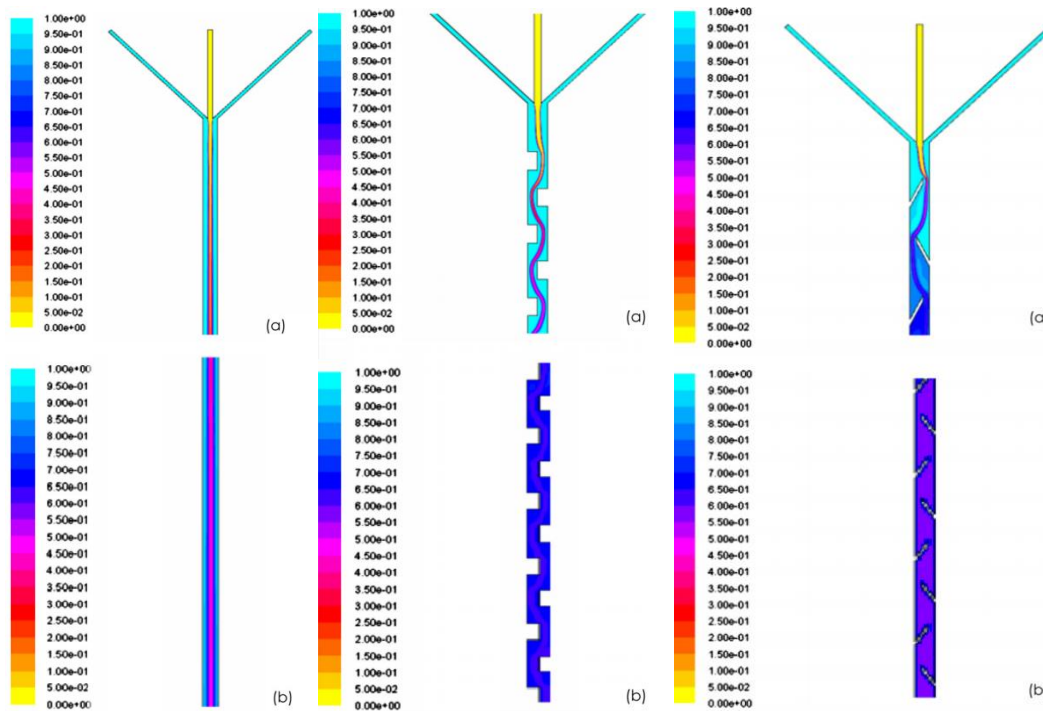 1.00e+00
9.50e-01
9.00e-01
8.50e-01
8.00e-01
7.50e-01
7.00e-01
6.50e-01
6.00e-01
5.50e-01
5.00e-01
4.50e-01
4.00e-01
3.50e-01
3.00e-01
2.50e-01
2.00e-01
1.50e-01
1.00e-01
5.00e-02
0.00e+00
(a)
1.00e+00
9.50e-01
9.00e-01
8.50e-01
8.00e-01
7.50e-01
7.00e-01
6.50e-01
6.00e-01
5.50e-01
5.00e-01
4.50e-01
4.00e-01
3.50e-01
3.00e-01
2.50e-01
2.00e-01
1.50e-01
1.00e-01
5.00e-02
0.00e+00
(a)
1.00e+00
9.50e-01
9.00e-01
8.50e-01
8.00e-01
7.50e-01
7.00e-01
6.50e-01
6.00e-01
5.50e-01
5.00e-01
4.50e-01
4.00e-01
3.50e-01
3.00e-01
2.50e-01
2.00e-01
1.50e-01
1.00e-01
5.00e-02
0.00e+00
(a
1.00e+00
9.50e-01
9.00e-01
8.50e-01
8.00e-01
7.50e-01
7.00e-01
6.50e-01
6.00e-01
5.50e-01
5.00e-01
4.50e-01
4.00e-01
3.50e-01
3.00e-01
2.50e-01
2.00e-01
1.50e-01
1.00e-01
5.00e-02
0.00e+00
(b)
1.00e+00
9.50e-01
9.00e-01
8.50e-01
8.00e-01
7.50e-01
7.00e-01
6.50e-01
6.00e-01
5.50e-01
5.00e-01
4.50e-01
4.00e-01
3.50e-01
3.00e-01
2.50e-01
2.00e-01
1.50e-01
1.00e-01
5.00e-02
0.00e+00
(b)
1.00e+00
9.50e-01
9.00e-01
8.50e-01
8.00e-01
7.50e-01
7.00e-01
6.50e-01
6.00e-01
5.50e-01
5.00e-01
4.50e-01
4.00e-01
3.50e-01
3.00e-01
2.50e-01
2.00e-01
1.50e-01
1.00e-01
5.00e-02
0.00e+00
(b